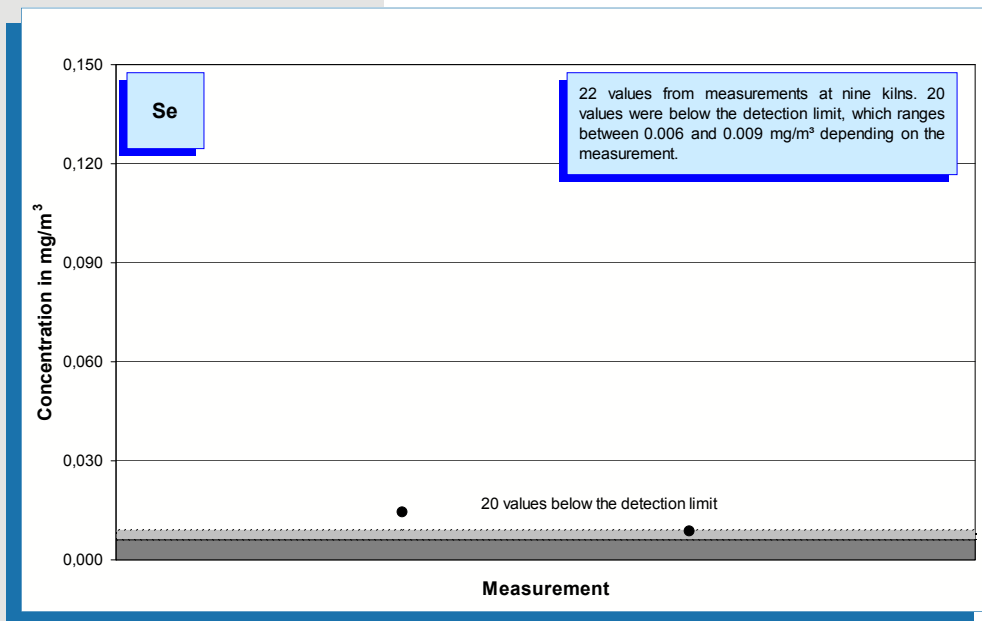 Se
22 values from measurements at nine kilns. 20
values were below the detection limit, which ranges
between 0.006 and 0.009 mg/m³ depending on the
measurement.
Concentration in mg/m³
0,150
0,120
0,090
0,060
0,030
0,000
20 values below the detection limit
Measurement